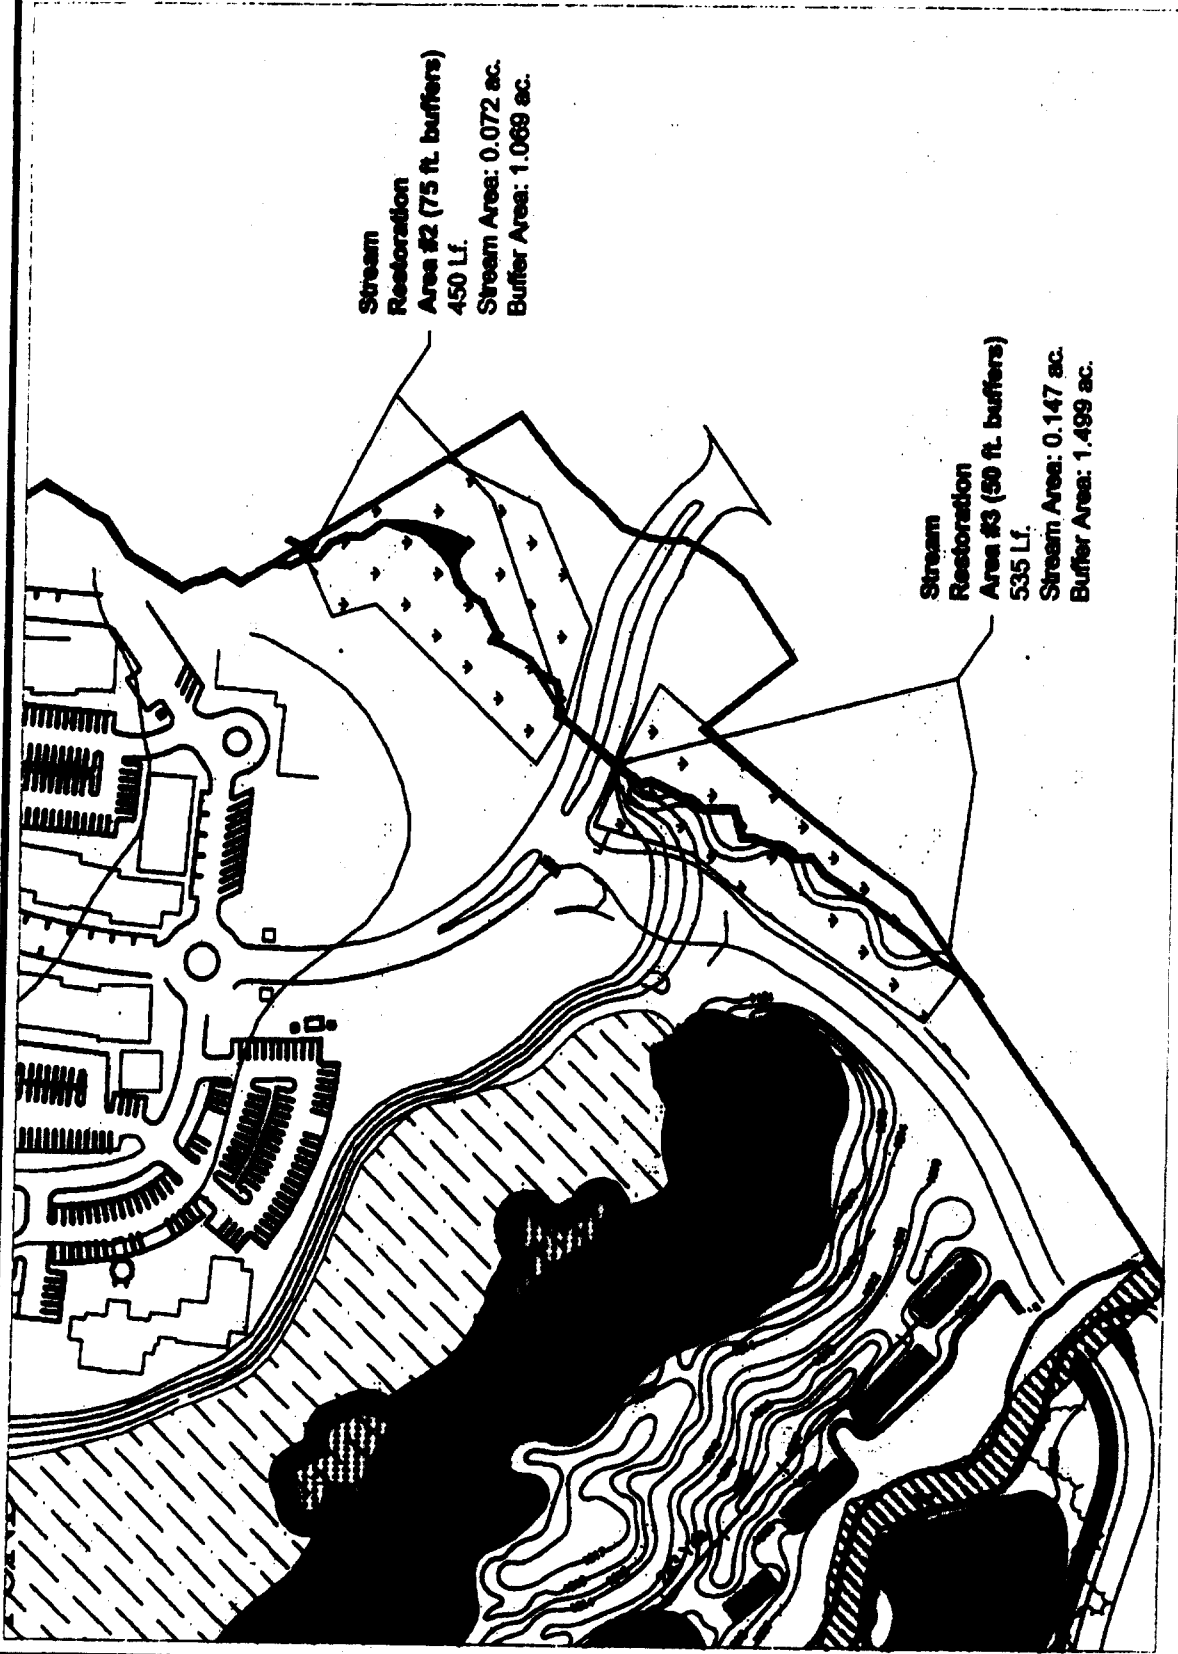 Stream
Restoration
Area #2 (75 ft. buffers)
450 Lf.
Stream Area: 0.072 ac.
Buffer Area: 1.069 ac.
Stream
Restoration
Area #3 (50 ft. buffers)
535 Lf.
Stream Area: 0.147 ac.
Buffer Area: 1.499 ac.